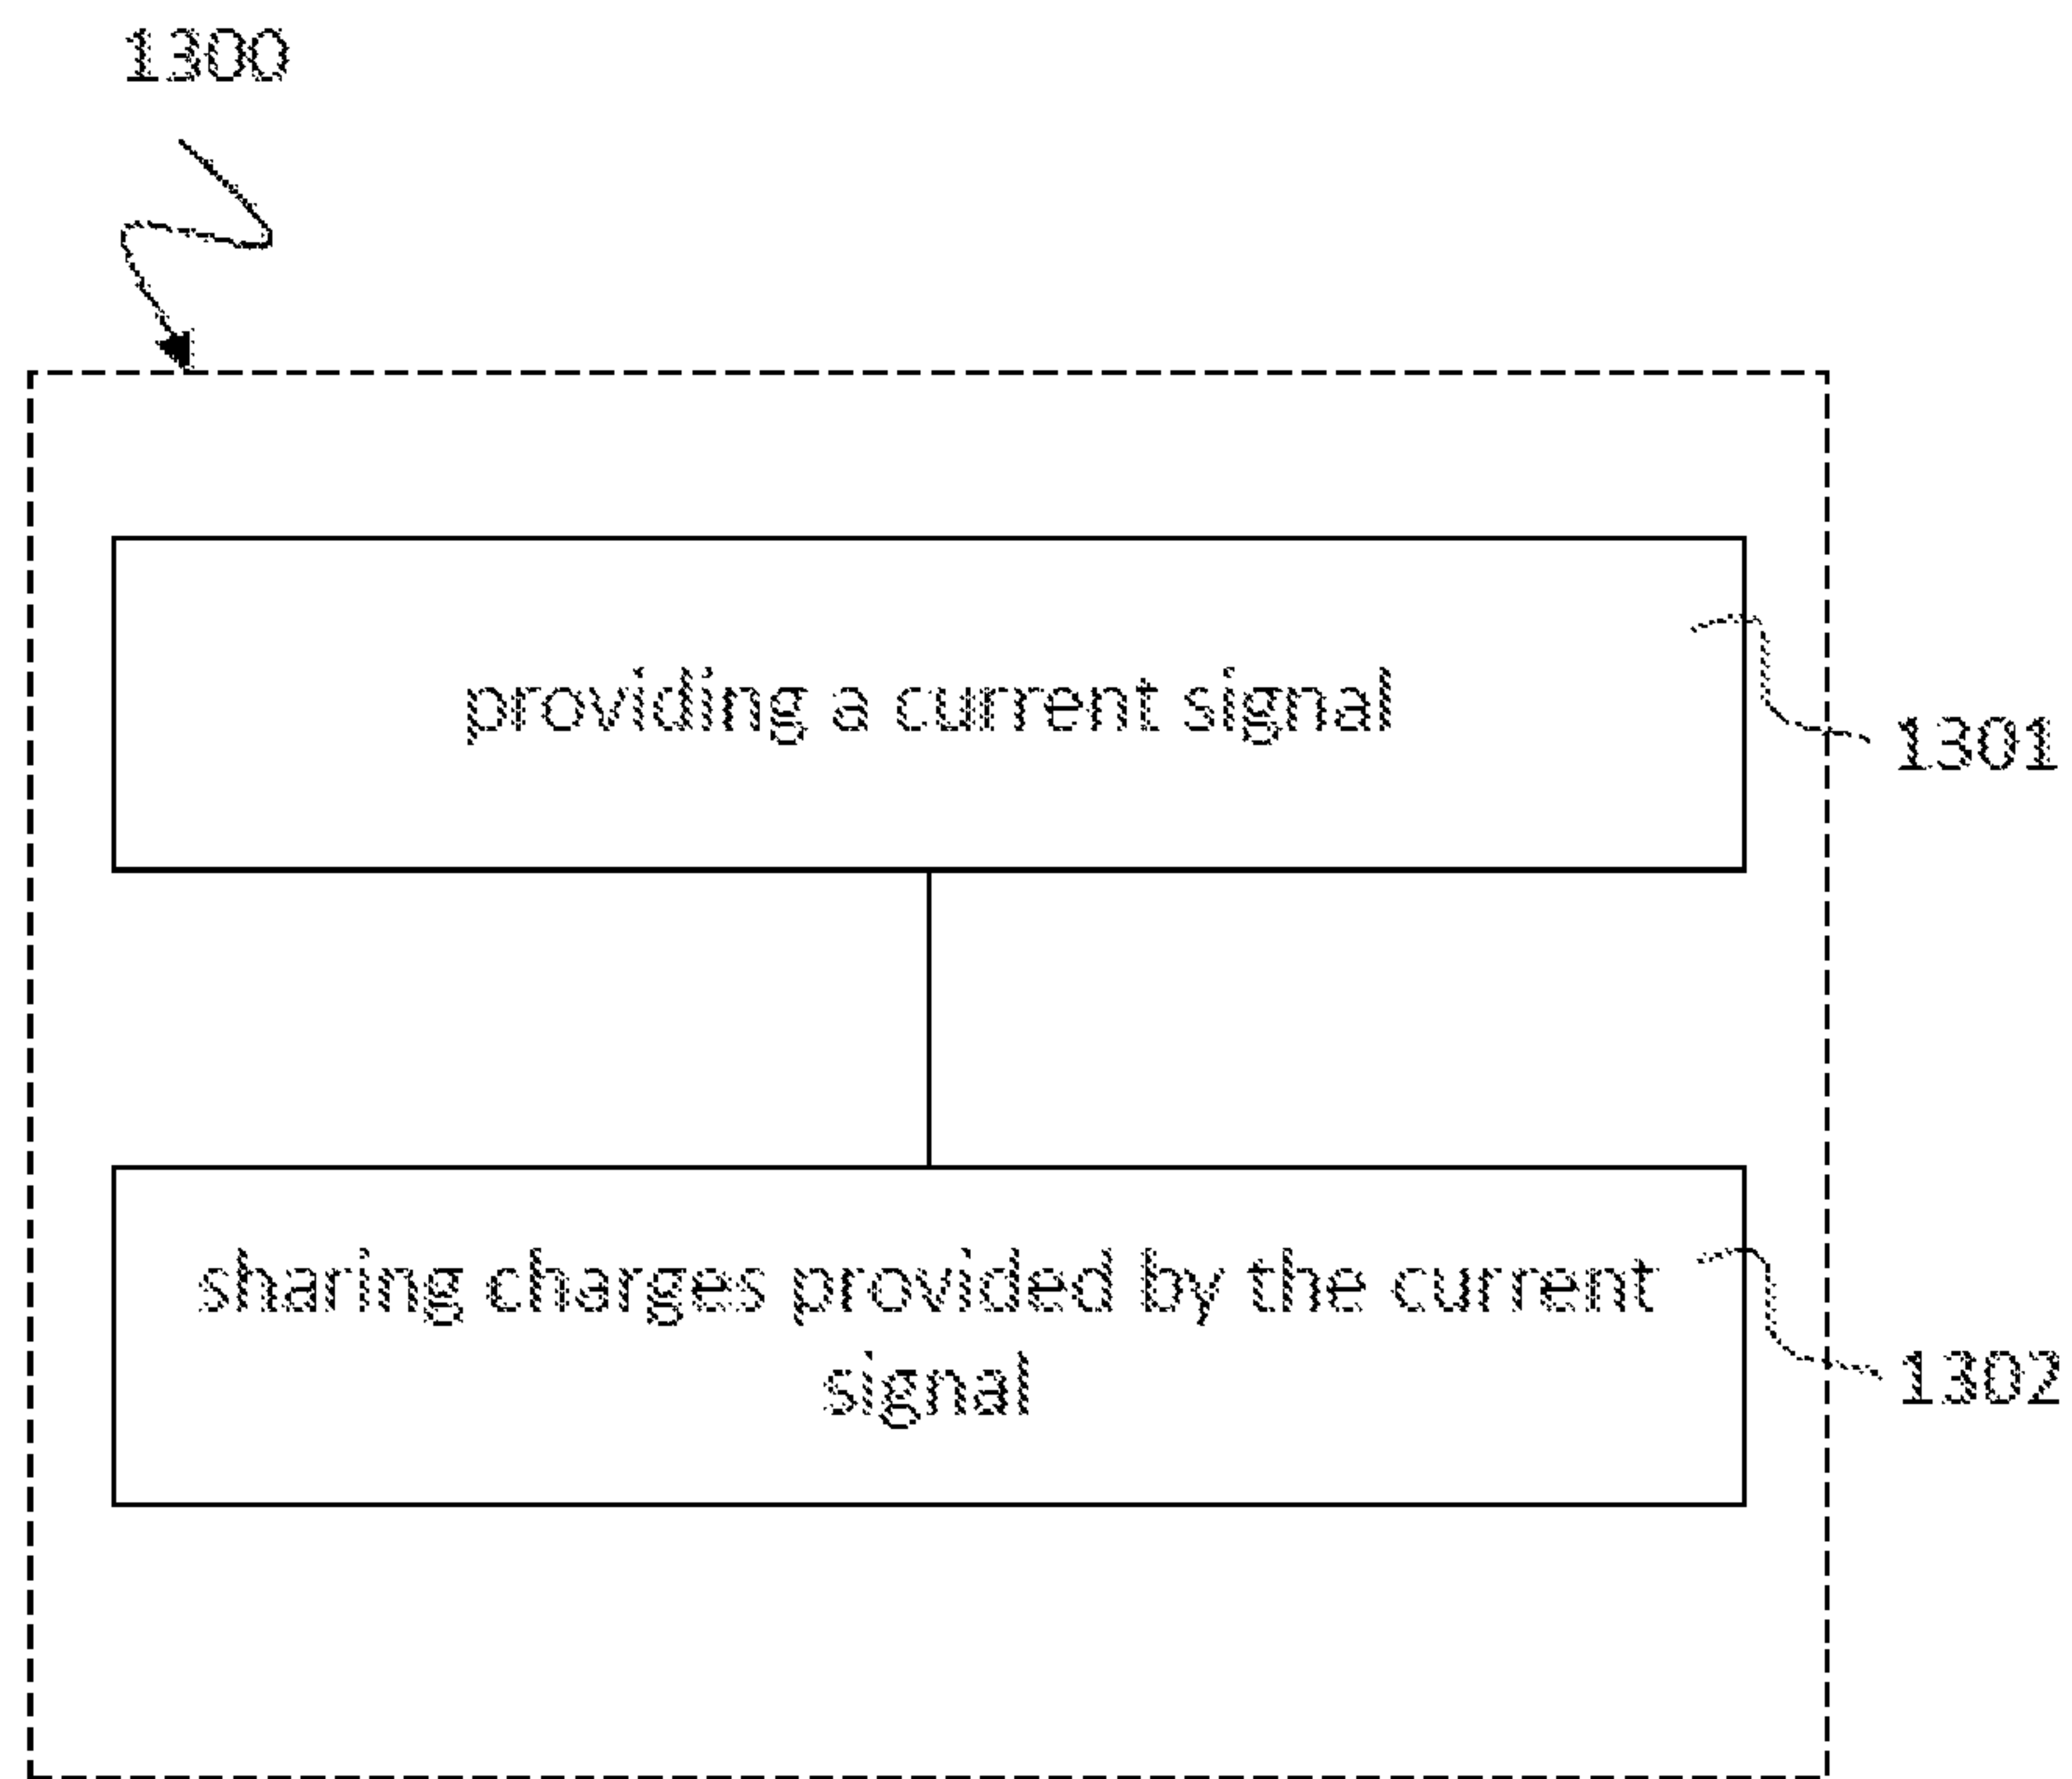 1300
providing a current signal
1301
sharing charges provided by the current
signal
1302